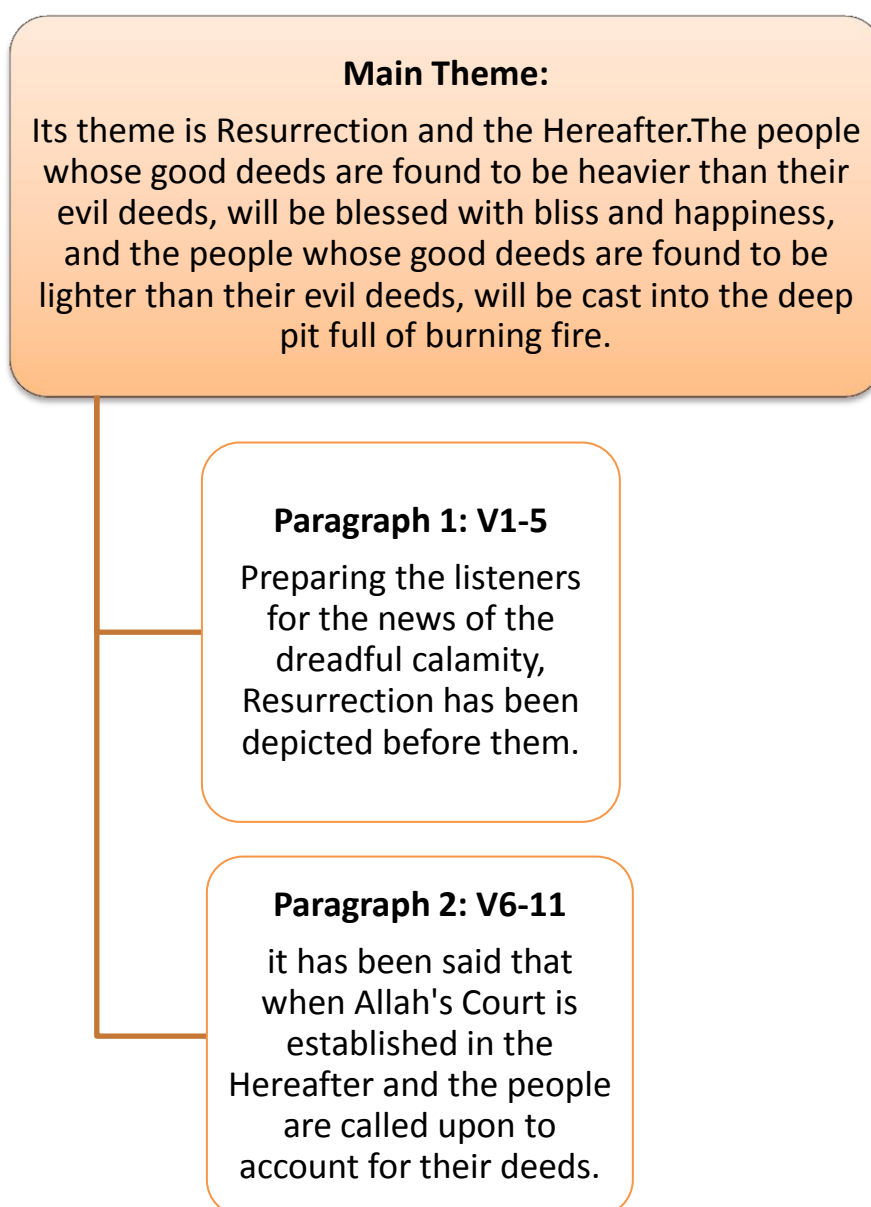 Main Theme:
Its theme is Resurrection and the Hereafter.The people
whose good deeds are found to be heavier than their
evil deeds, will be blessed with bliss and happiness,
and the people whose good deeds are found to be
lighter than their evil deeds, will be cast into the deep
pit full of burning fire.
Paragraph 1: V1-5
Preparing the listeners
for the news of the
dreadful calamity,
Resurrection has been
depicted before them.
Paragraph 2: V6-11
it has been said that
when Allah's Court is
established in the
Hereafter and the people
are called upon to
account for their deeds.